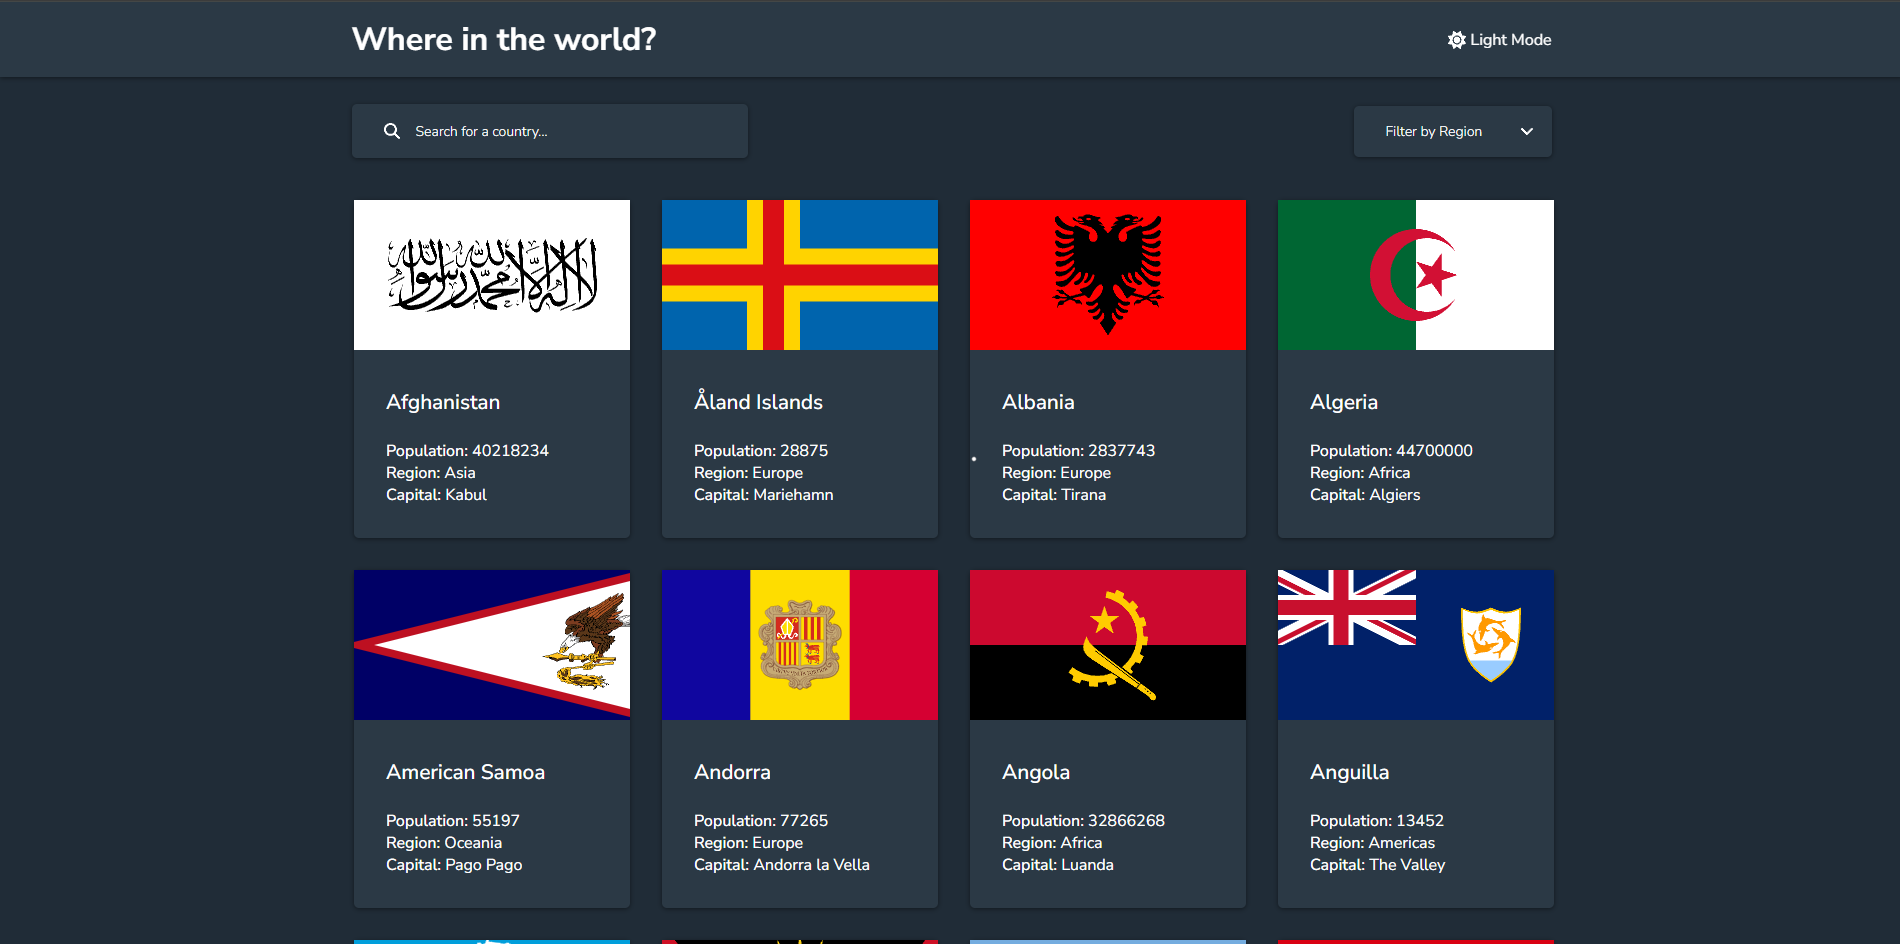 Where in the world?
Light Mode
Search for a country...
Filter by Region
لا إله إلا الله محمد رسول الله
Afghanistan
Population: 40218234
Region: Asia
Capital: Kabul
Åland Islands
Population: 28875
Region: Europe
Capital: Mariehamn
Albania
Population: 2837743
Region: Europe
Capital: Tirana
Algeria
Population: 44700000
Region: Africa
Capital: Algiers
American Samoa
Population: 55197
Region: Oceania
Capital: Pago Pago
Andorra
Population: 77265
Region: Europe
Capital: Andorra la Vella
Angola
Population: 32866268
Region: Africa
Capital: Luanda
Anguilla
Population: 13452
Region: Americas
Capital: The Valley